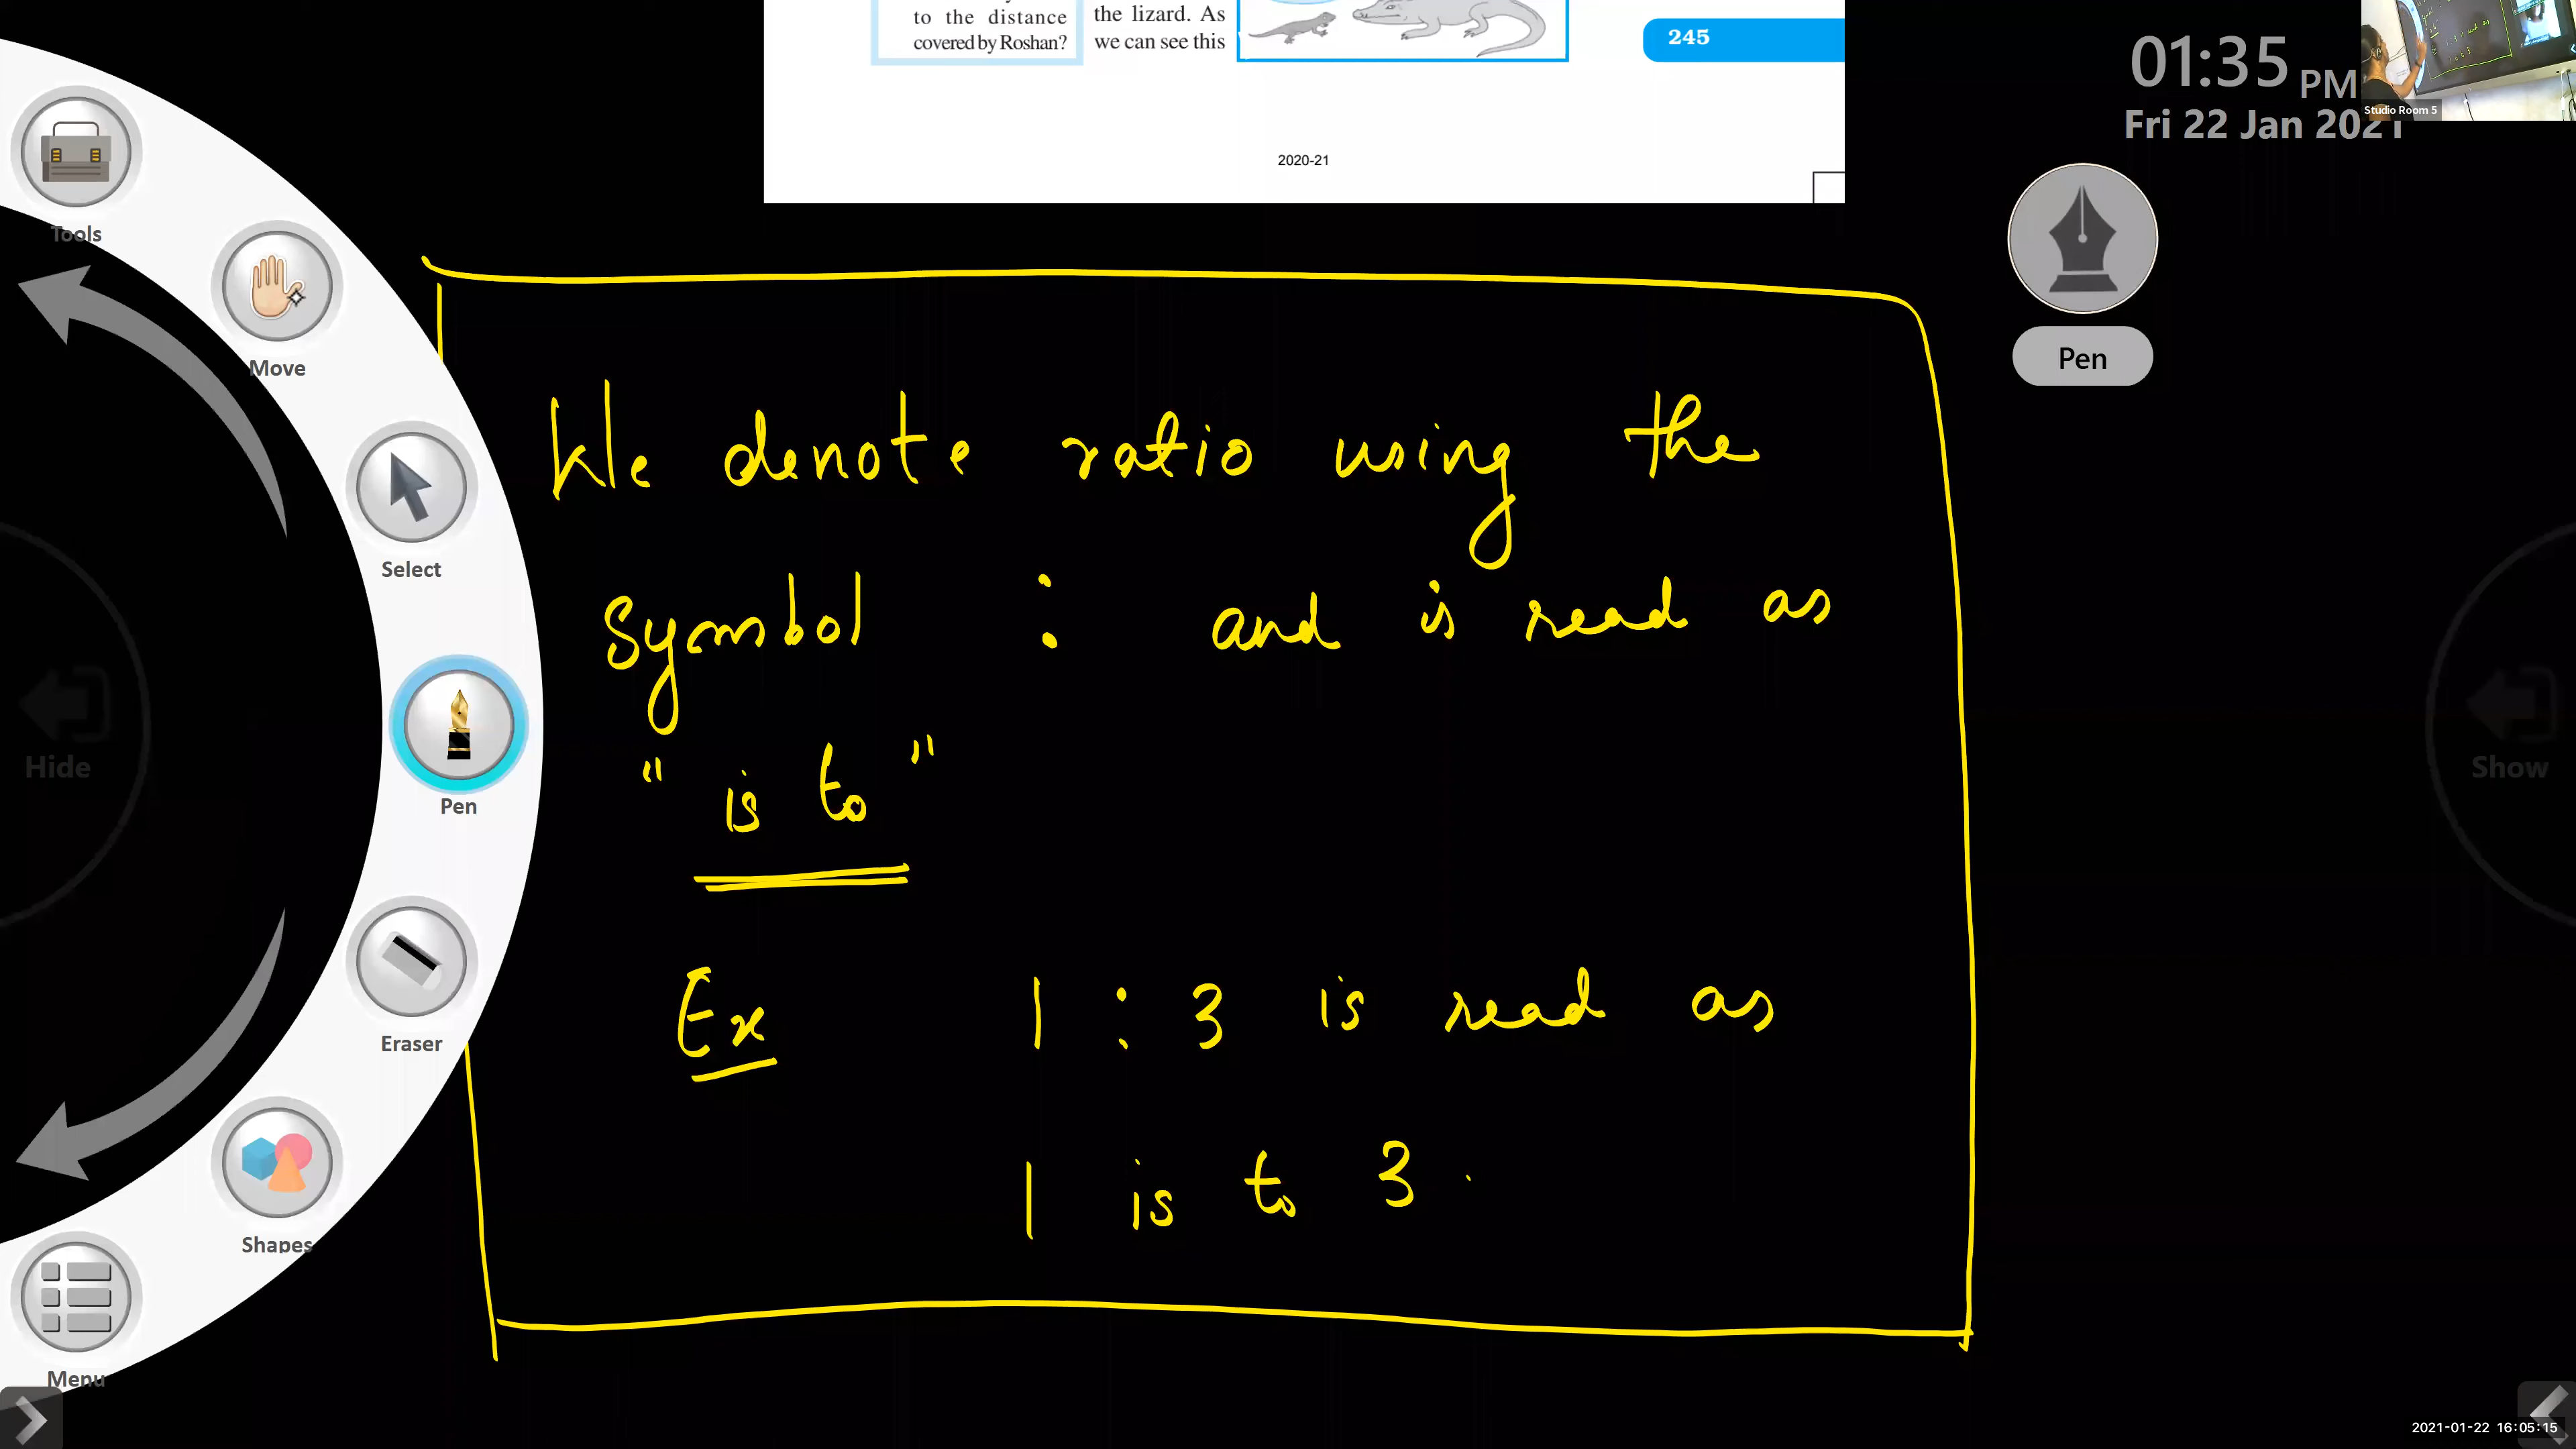 to the distance
covered by Roshan?
the lizard. As
we can see this
245
2020-21
01:35 PM
Fri 22 Jan 2021
Studio Room 5
Pen
Tools
Move
Select
Pen
Eraser
Shapes
Menu
Hide
Show
We denote ratio using the
Symbol : and is read as
" is to "
Ex 1 : 3 is read as
1 is to 3 .
2021-01-22 16:05:15